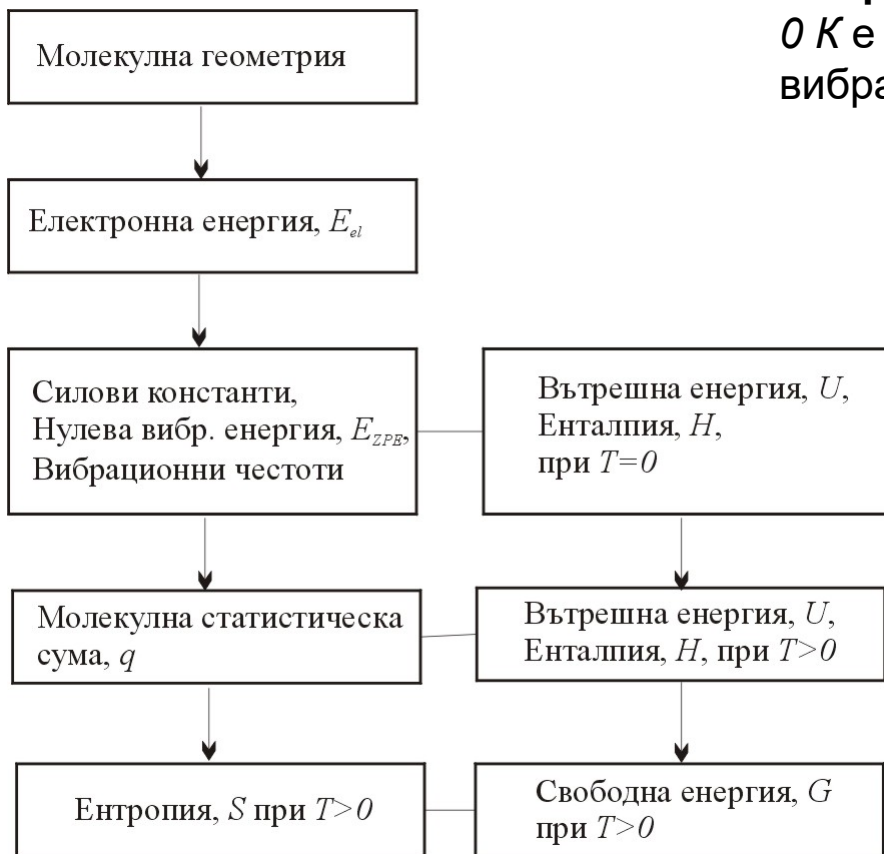 0 K е
Молекулна геометрия
Електронна енергия, E_el
Силови константи,
Нулева вибр. енергия, E_ZPE,
Вибрационни честоти
Вътрешна енергия, U,
Енталпия, H,
при T=0
Молекулна статистическа
сума, q
Вътрешна енергия, U,
Енталпия, H, при T>0
Ентропия, S при T>0
Свободна енергия, G
при T>0